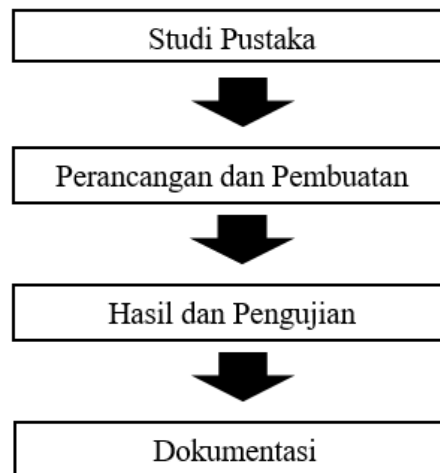 Studi Pustaka
Perancangan dan Pembuatan
Hasil dan Pengujian
Dokumentasi